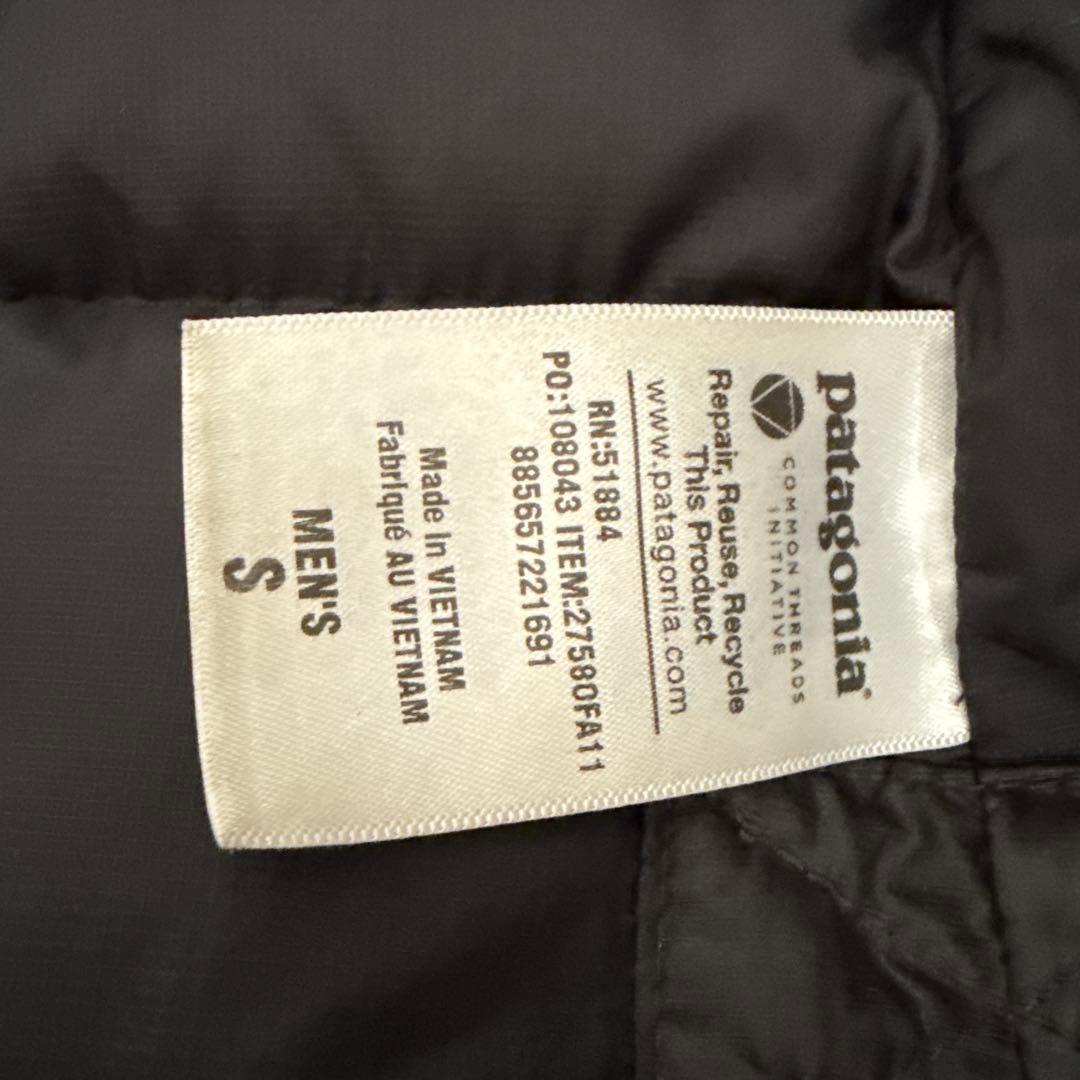 patagonia®
COMMON THREADS
INITIATIVE
Repair, Reuse, Recycle
This Product
www.patagonia.com
RN:51884
PO:108043 ITEM:27580FA11
885657221691
Made In VIETNAM
Fabriqué AU VIETNAM
MEN'S
S